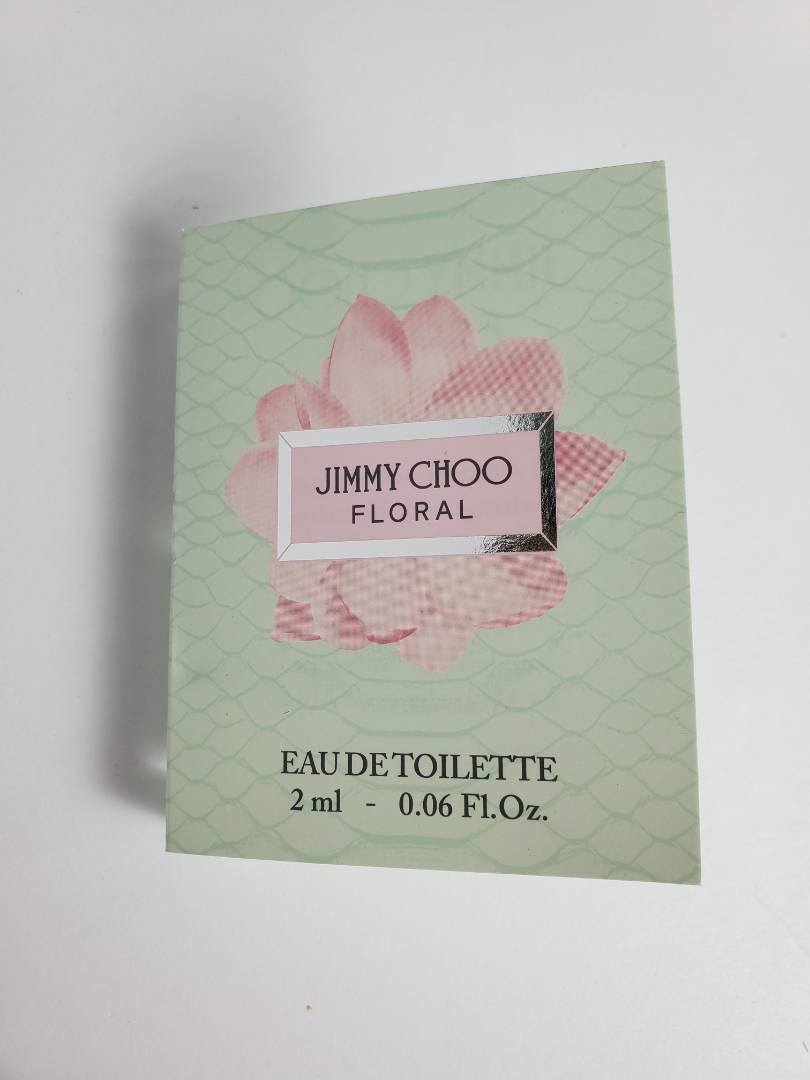 JIMMY CHOO
FLORAL
EAU DE TOILETTE
2 ml - 0.06 Fl.Oz.